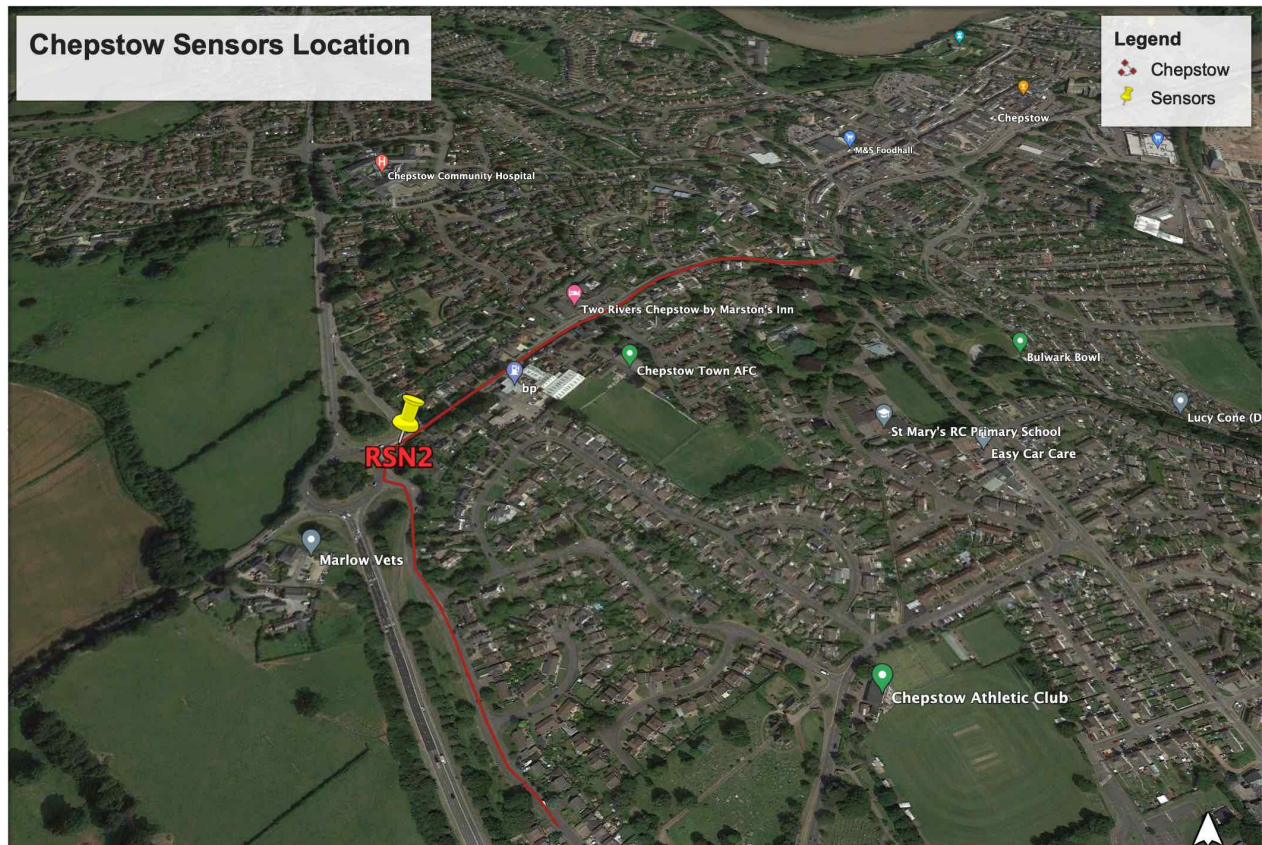 Chepstow Sensors Location
Legend
Chepstow
Sensors
Chepstow
M&S Foodhall
H
Chepstow Community Hospital
Two Rivers Chepstow by Marston's Inn
Bulwark Bowl
Chepstow Town AFC
bp
Lucy Cone (D
St Mary's RC Primary School
RSN2
Easy Car Care
Marlow Vets
Chepstow Athletic Club